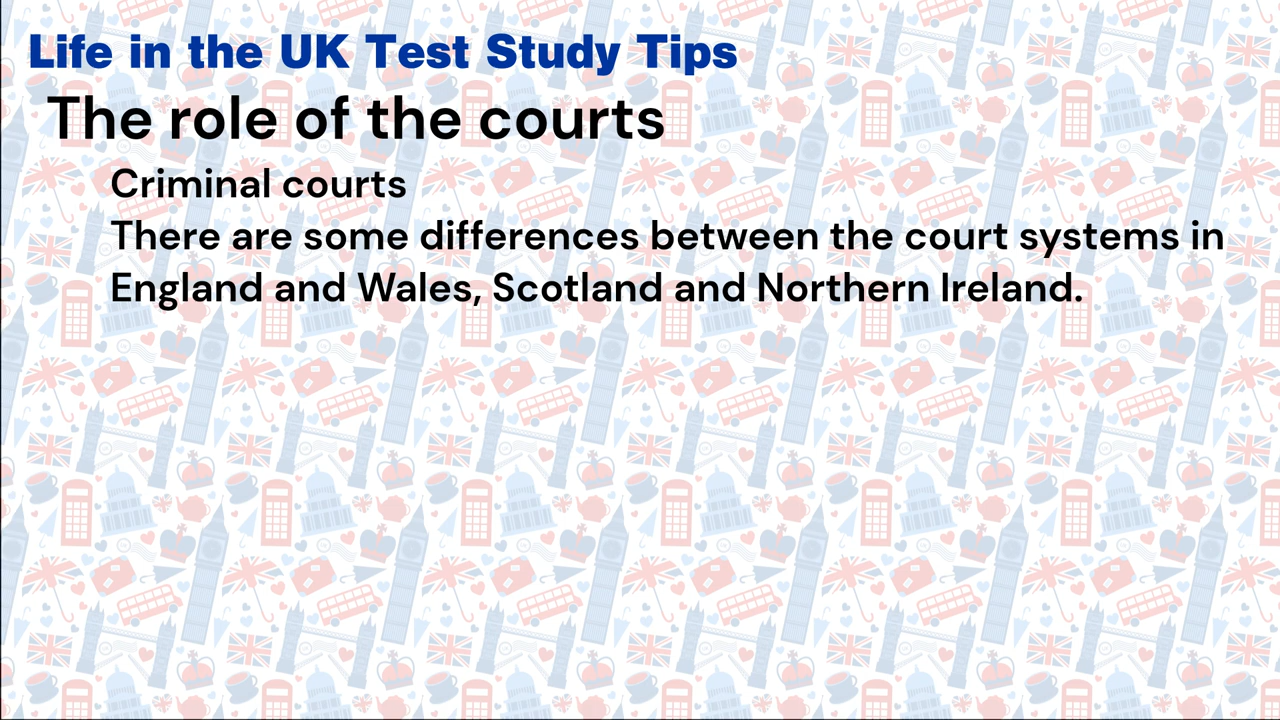 Life in the UK Test Study Tips
The role of the courts
Criminal courts
There are some differences between the court systems in
England and Wales, Scotland and Northern Ireland.